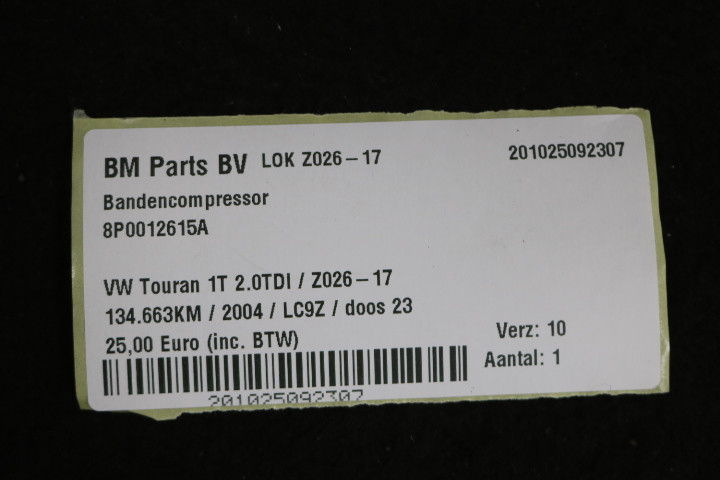 BM Parts BV LOK Z026-17 201025092307
Bandencompressor
8P0012615A
VW Touran 1T 2.0TDI / Z026-17
134.663KM / 2004 / LC9Z / doos 23
25,00 Euro (inc. BTW)
Verz: 10
Aantal: 1
201025092307